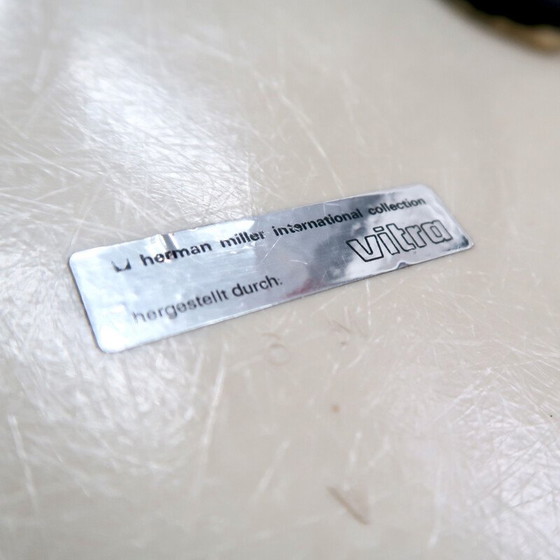 herman miller international collection
vitra
hergestellt durch: